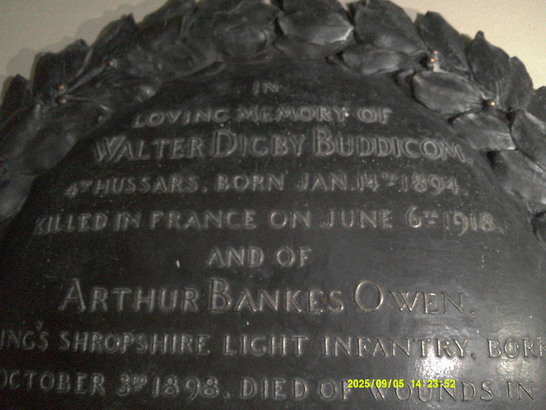 IN
LOVING MEMORY OF
WALTER DIGBY BUDDICOM,
4TH HUSSARS, BORN JAN. 14TH 1894.
KILLED IN FRANCE ON JUNE 6TH 1918.
AND OF
ARTHUR BANKES OWEN,
ING'S SHROPSHIRE LIGHT INFANTRY, BORN
OCTOBER 3RD 1898, DIED OF WOUNDS IN
2025/09/05 14:23:52